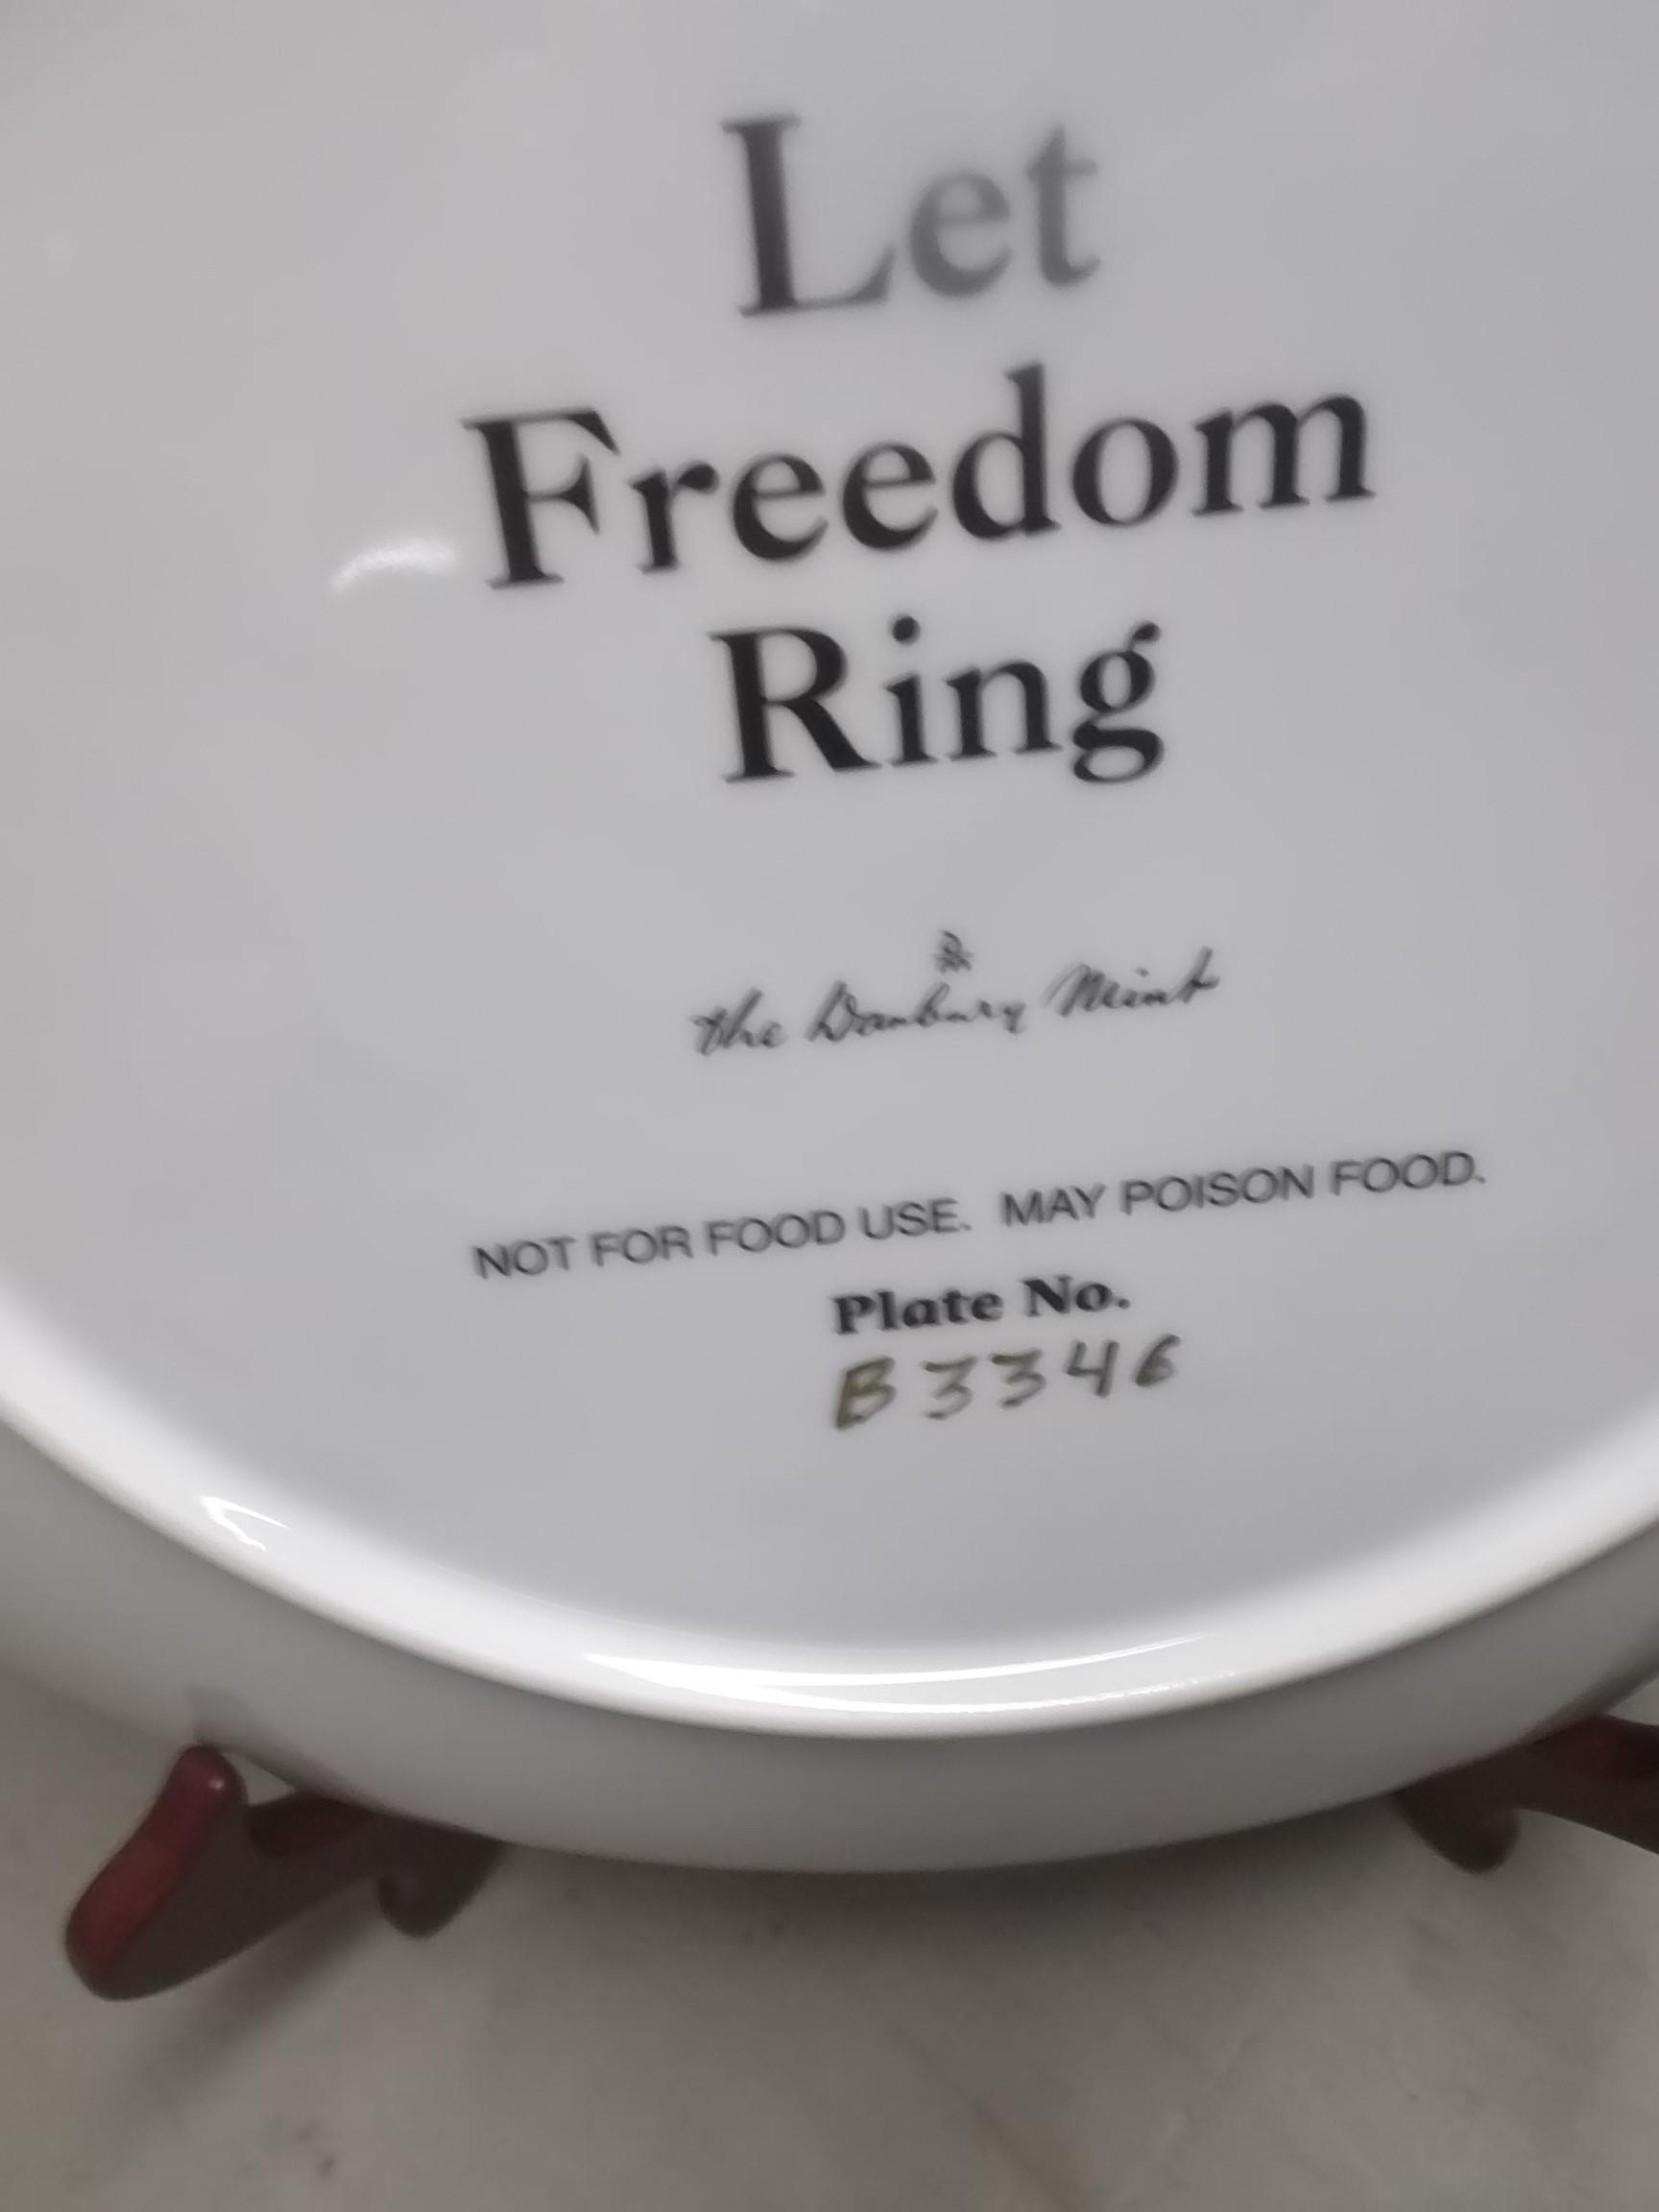 Let
Freedom
Ring
the Danbury Mint
NOT FOR FOOD USE. MAY POISON FOOD.
Plate No.
B3346